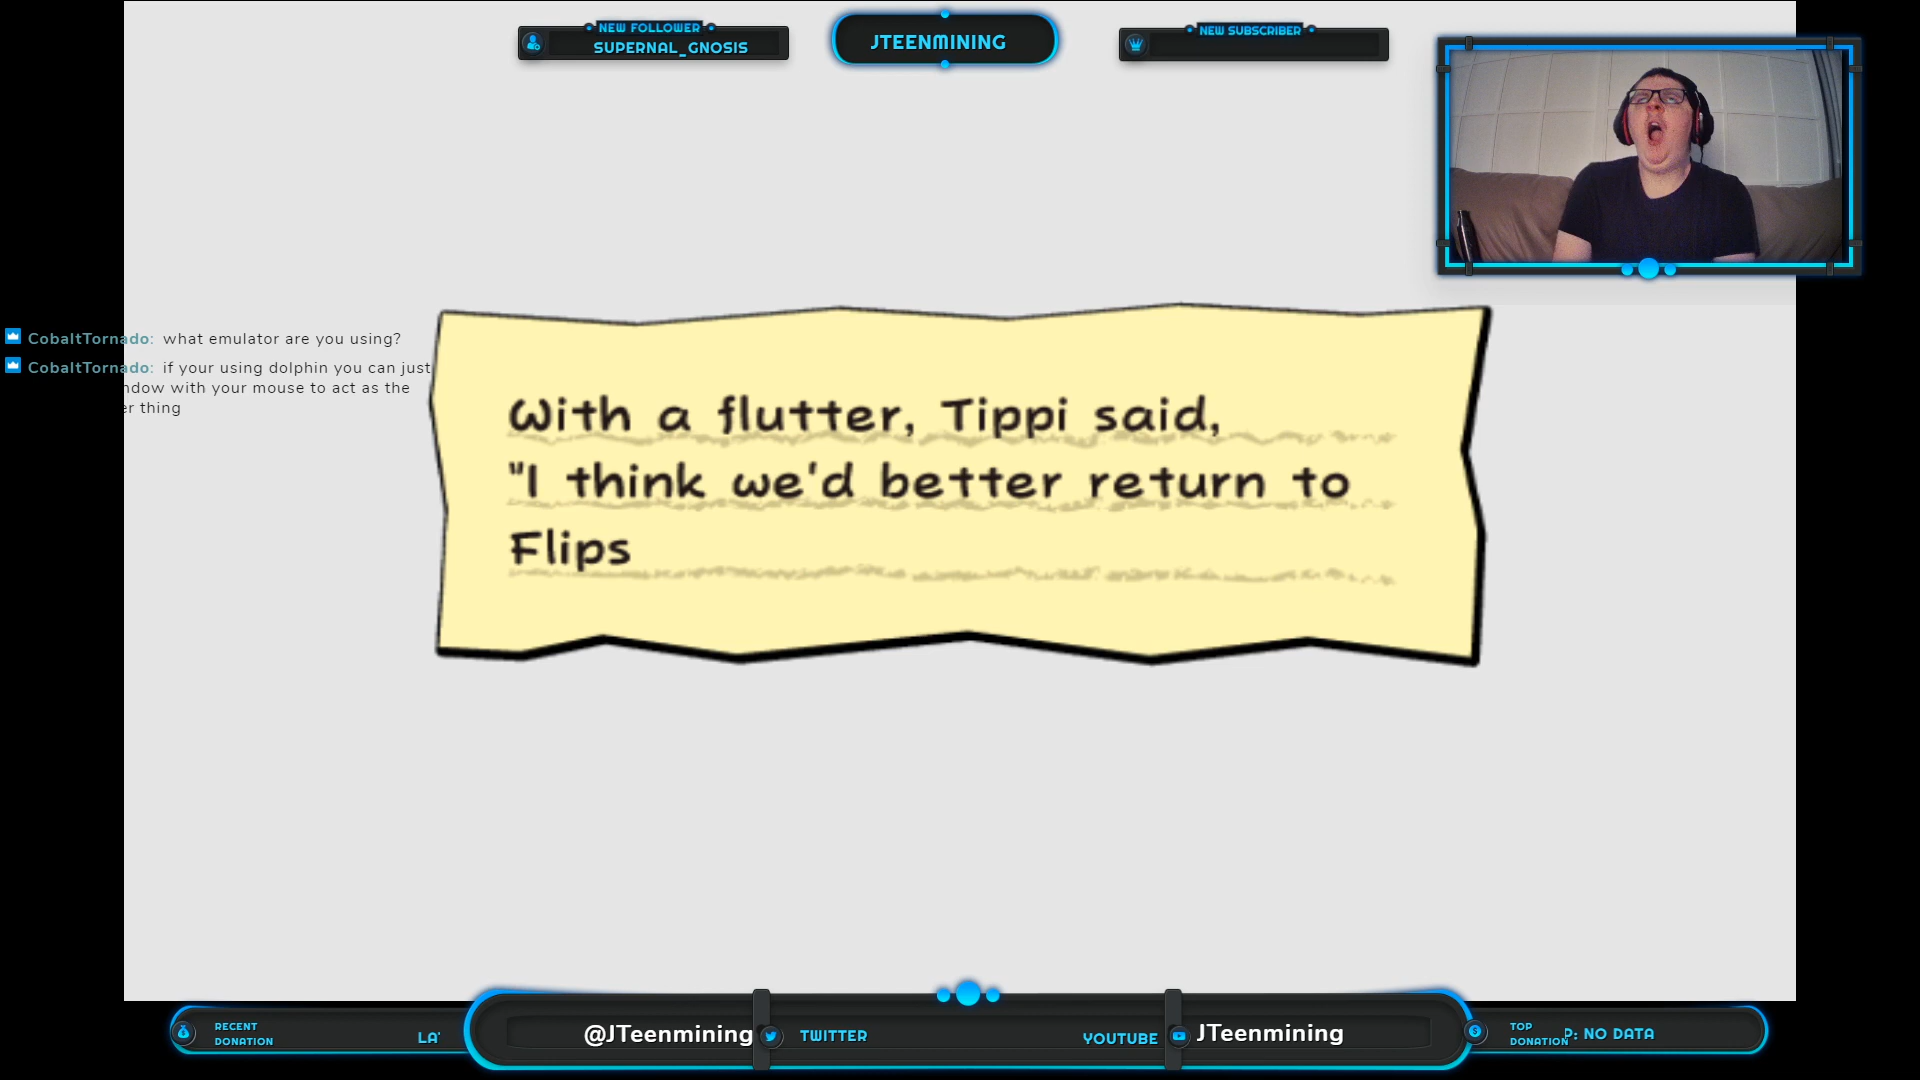 NEW FOLLOWER
SUPERNAL_GNOSIS
JTEENMINING
NEW SUBSCRIBER
CobaltTornado: what emulator are you using?
CobaltTornado: if your using dolphin you can just
ndow with your mouse to act as the
er thing
With a flutter, Tippi said,
"I think we'd better return to
Flips
RECENT
DONATION
LA
@JTeenmining
TWITTER
YOUTUBE
JTeenmining
TOP
DONATION
P: NO DATA